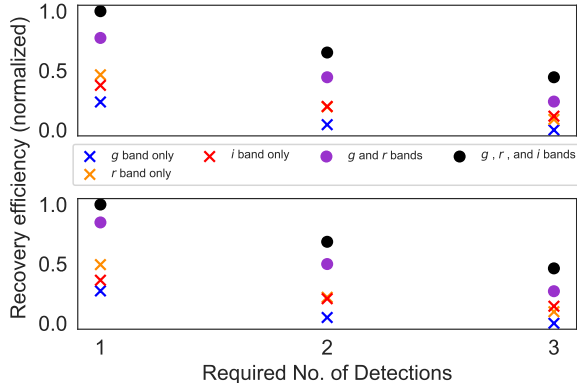 1.0
0.5
0.0
Recovery efficiency (normalized)
g band only
i band only
g and r bands
g , r , and i bands
r band only
1.0
0.5
0.0
1 2 3
Required No. of Detections